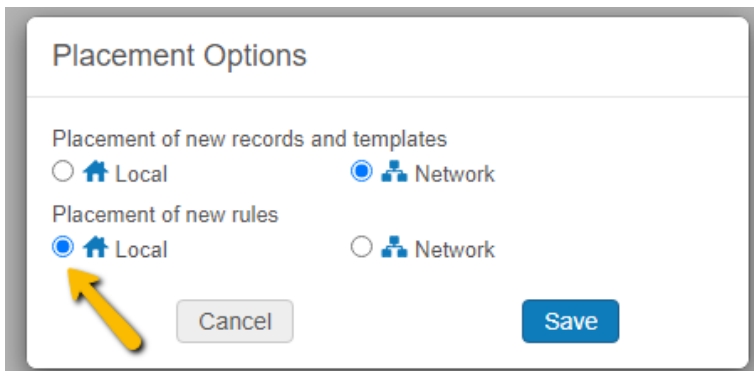 Placement Options
Placement of new records and templates
Local Network
Placement of new rules
Local Network
Cancel Save